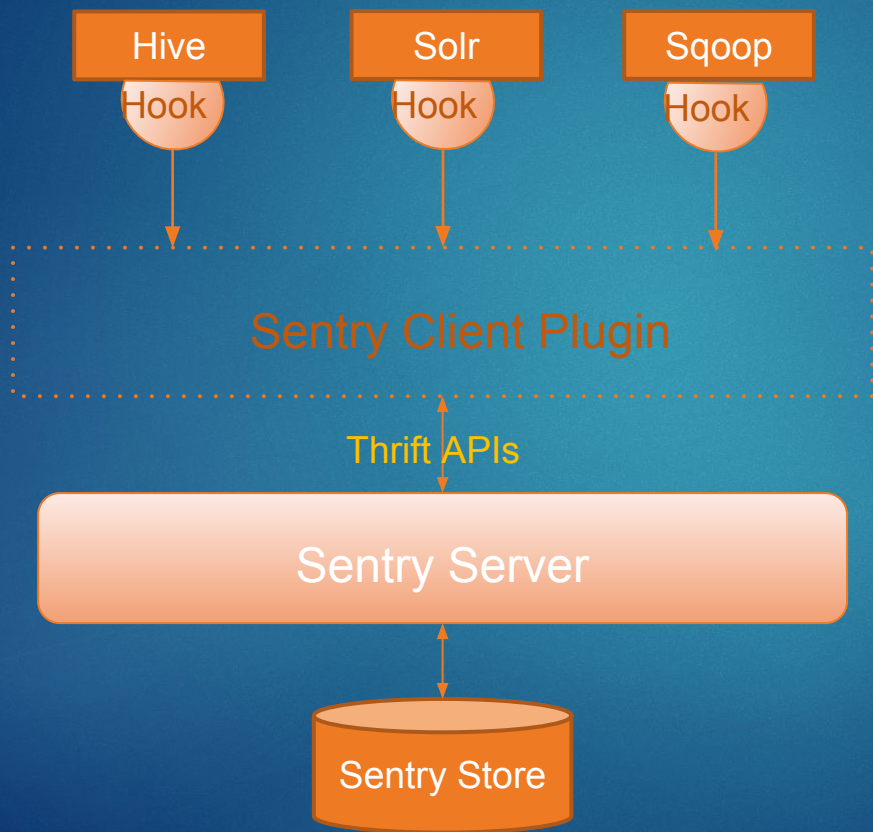 Hive
Solr
Sqoop
Hook
Hook
Hook
Sentry Client Plugin
Thrift APIs
Sentry Server
Sentry Store